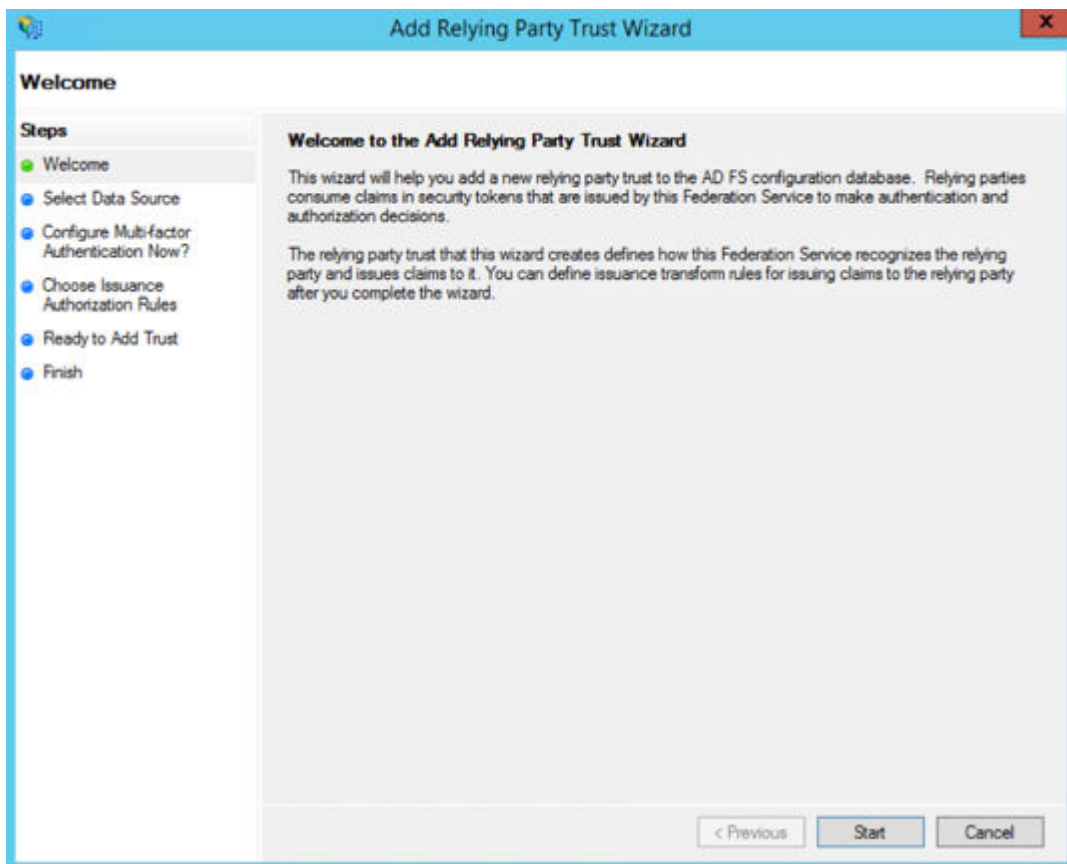 Add Relying Party Trust Wizard
x
Welcome
Steps
Welcome
Select Data Source
Configure Multi-factor
Authentication Now?
Choose Issuance
Authorization Rules
Ready to Add Trust
Finish
Welcome to the Add Relying Party Trust Wizard
This wizard will help you add a new relying party trust to the AD FS configuration database. Relying parties
consume claims in security tokens that are issued by this Federation Service to make authentication and
authorization decisions.
The relying party trust that this wizard creates defines how this Federation Service recognizes the relying
party and issues claims to it. You can define issuance transform rules for issuing claims to the relying party
after you complete the wizard.
< Previous
Start
Cancel